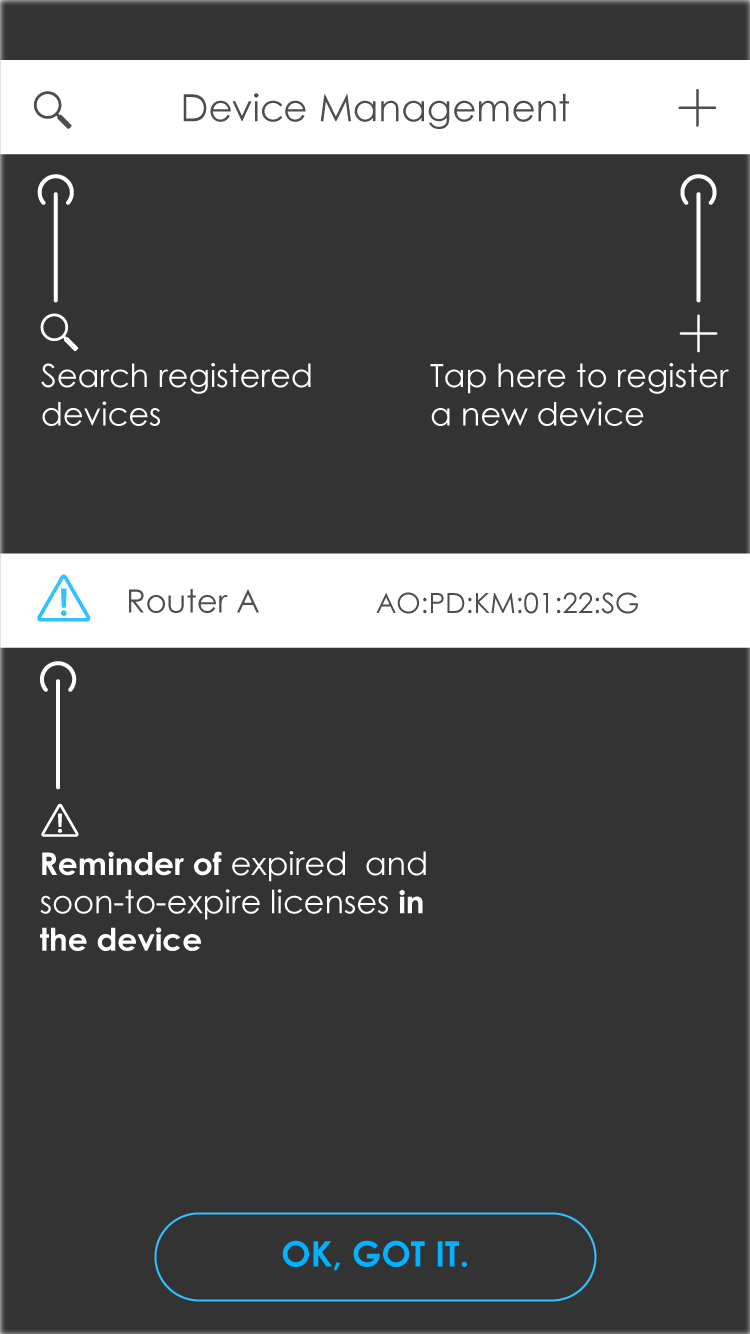 Device Management
Search registered
devices
Tap here to register
a new device
Router A AO:PD:KM:01:22:SG
Reminder of expired and
soon-to-expire licenses in
the device
OK, GOT IT.